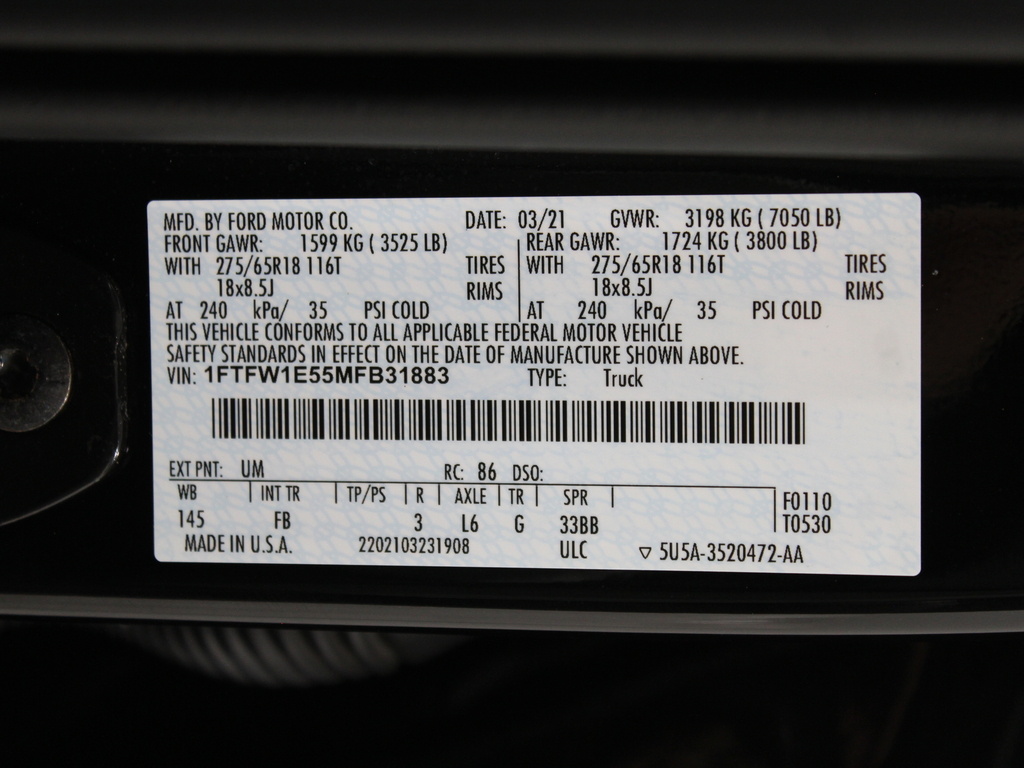 MFD. BY FORD MOTOR CO. DATE: 03/21 GVWR: 3198 KG ( 7050 LB)
FRONT GAWR: 1599 KG ( 3525 LB) REAR GAWR: 1724 KG ( 3800 LB)
WITH 275/65R18 116T TIRES WITH 275/65R18 116T TIRES
18x8.5J RIMS 18x8.5J RIMS
AT 240 kPa/ 35 PSI COLD AT 240 kPa/ 35 PSI COLD
THIS VEHICLE CONFORMS TO ALL APPLICABLE FEDERAL MOTOR VEHICLE
SAFETY STANDARDS IN EFFECT ON THE DATE OF MANUFACTURE SHOWN ABOVE.
VIN: 1FTFW1E55MFB31883 TYPE: Truck
EXT PNT: UM RC: 86 DSO:
WB INT TR TP/PS R AXLE TR SPR F0110
145 FB 3 L6 G 33BB T0530
MADE IN U.S.A. 2202103231908 ULC ▽ 5U5A-3520472-AA